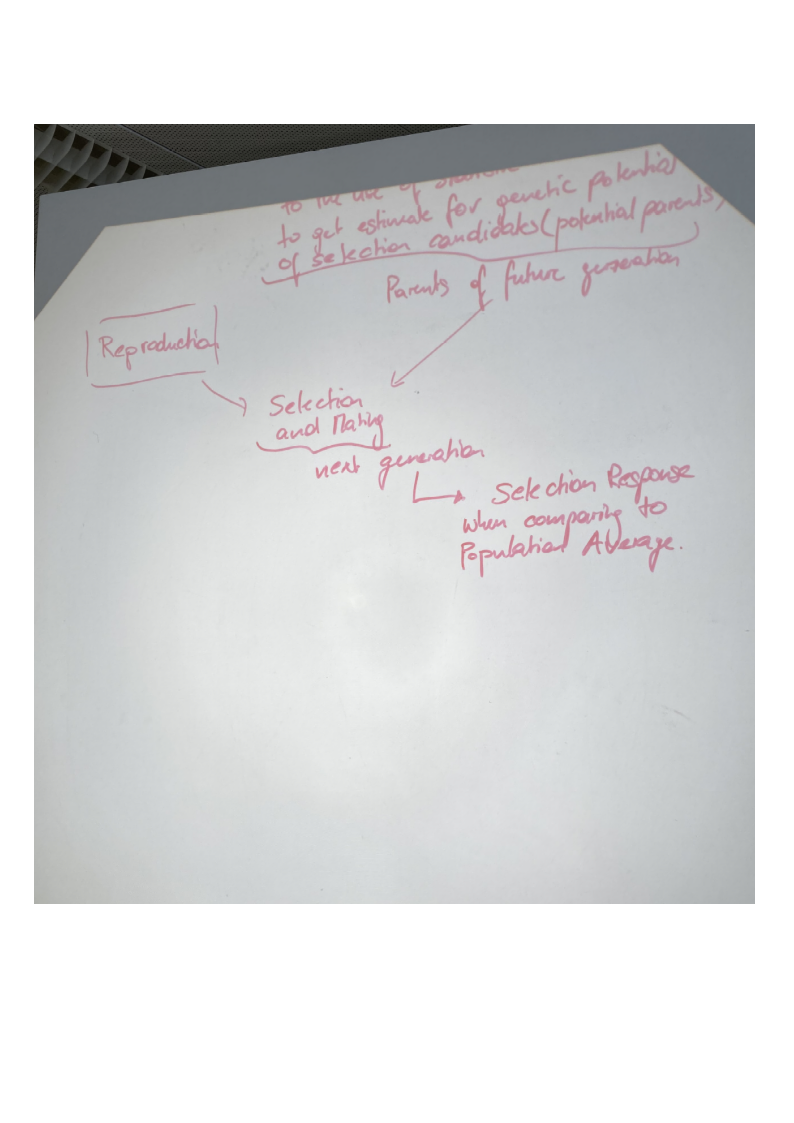 to the use of
to get estimate for genetic potential
of selection candidates (potential parents)
Parents of future generation
Reproduction
Selection
and Mating
next generation
Selection Response
when comparing to
Population Average.